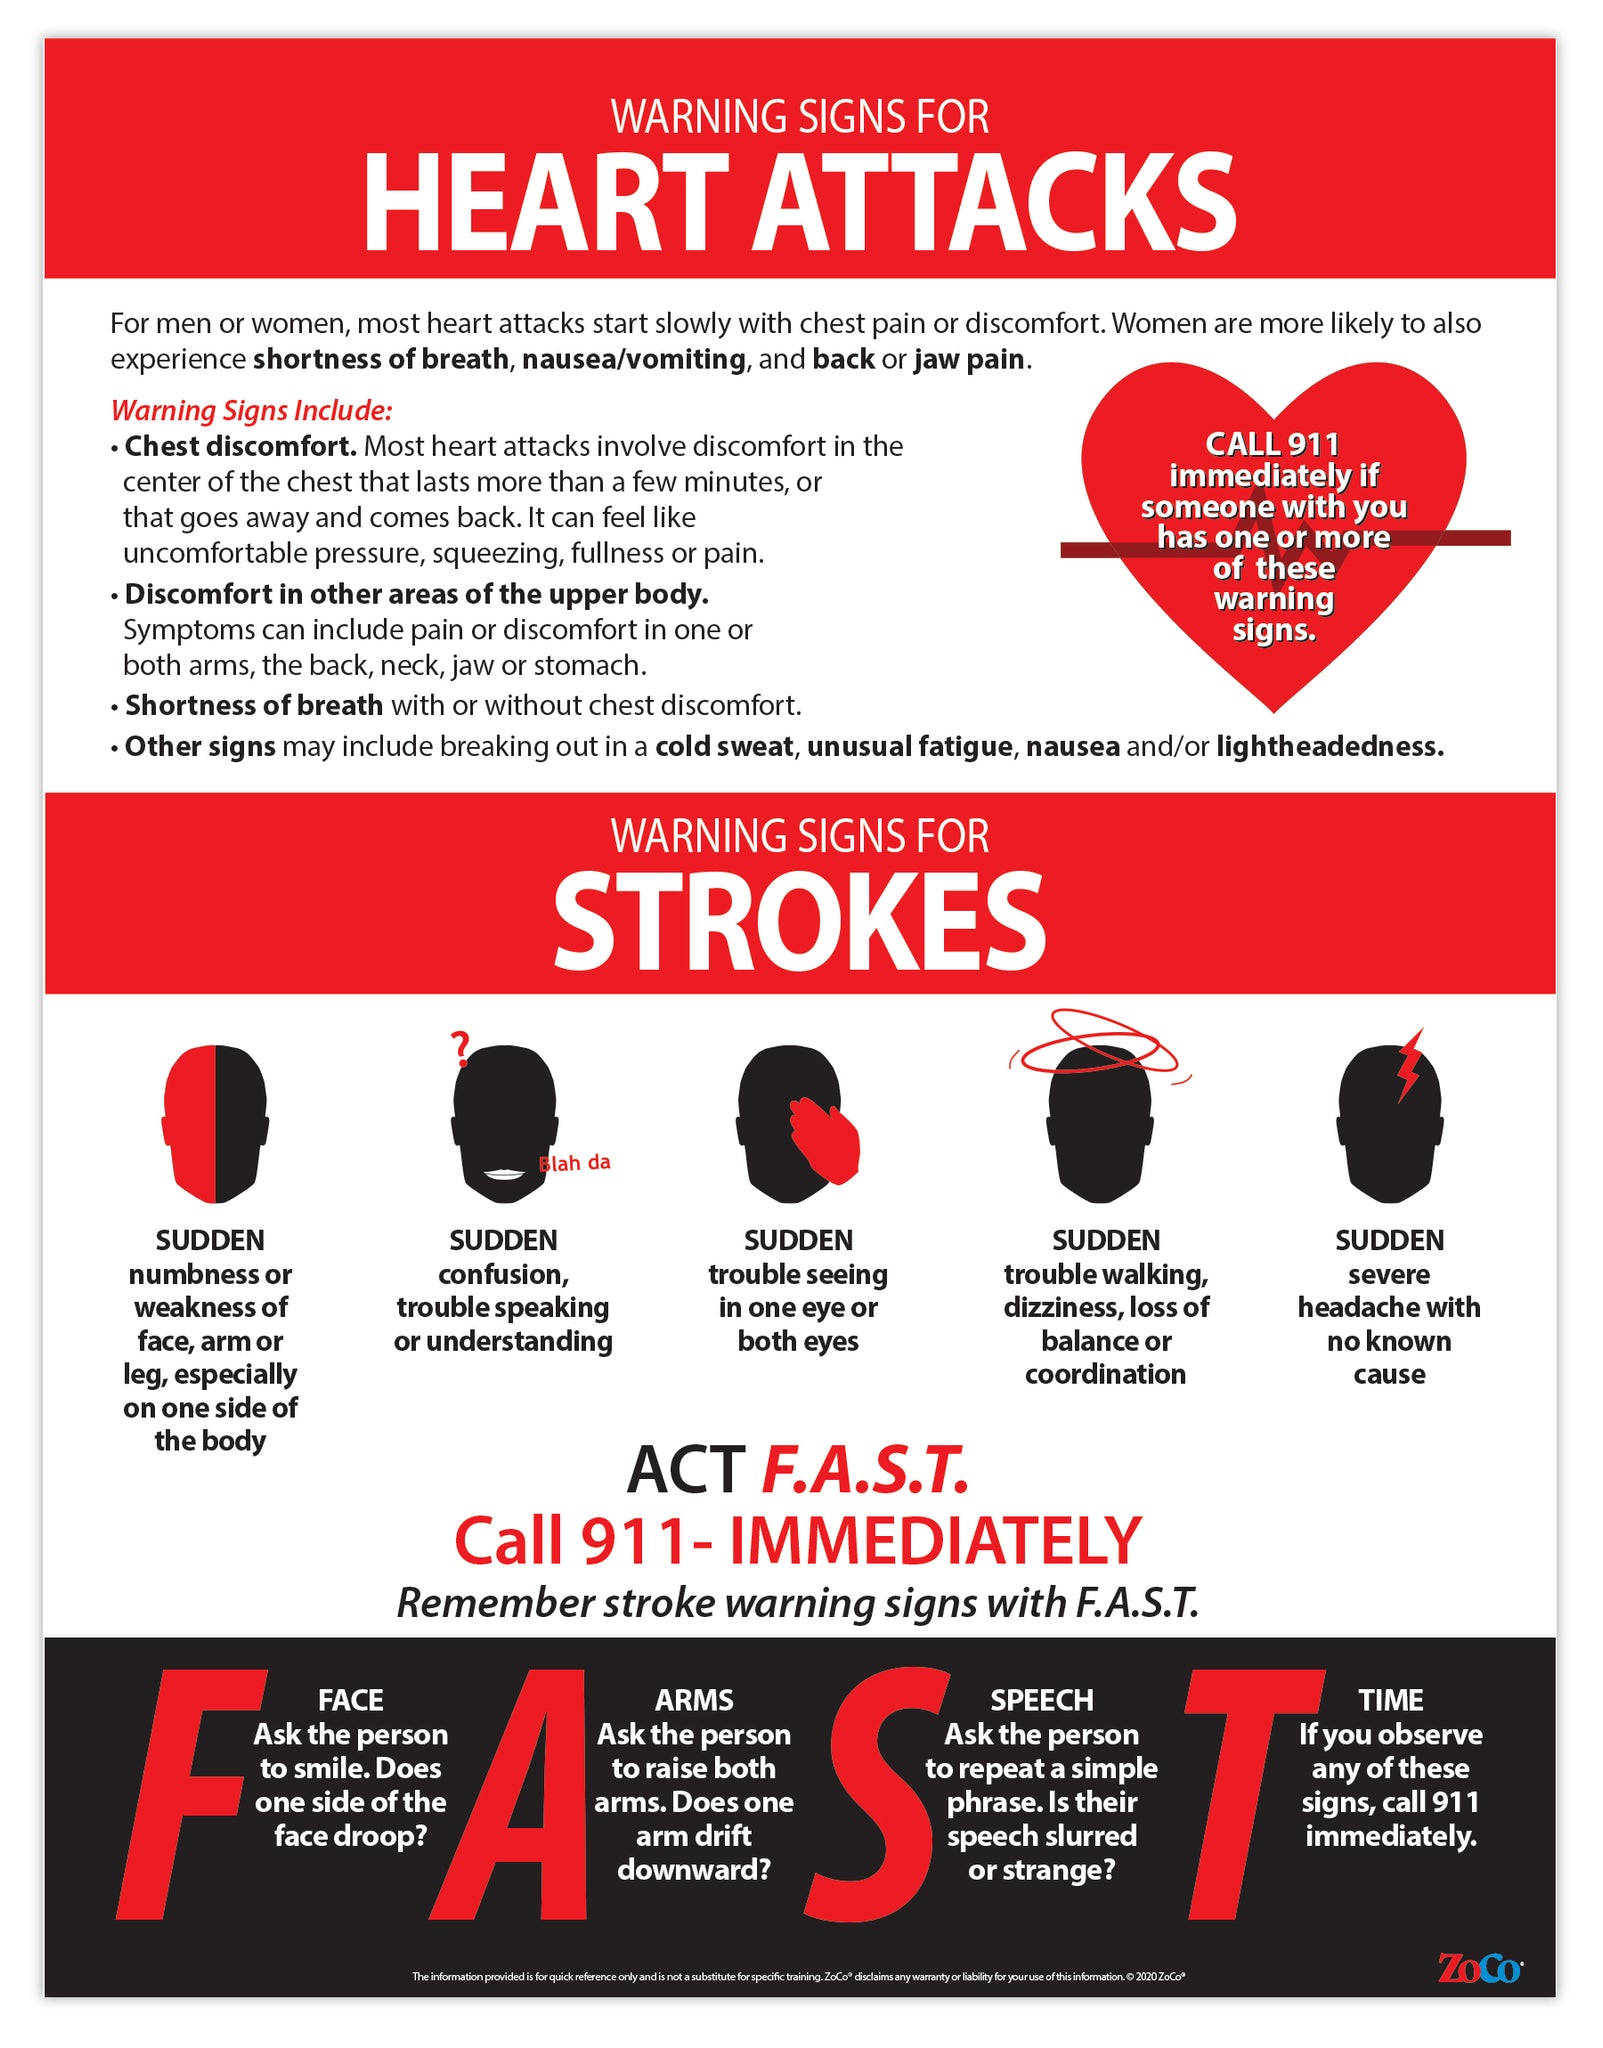 WARNING SIGNS FOR
HEART ATTACKS
For men or women, most heart attacks start slowly with chest pain or discomfort. Women are more likely to also
experience shortness of breath, nausea/vomiting, and back or jaw pain.
Warning Signs Include:
• Chest discomfort. Most heart attacks involve discomfort in the
center of the chest that lasts more than a few minutes, or
that goes away and comes back. It can feel like
uncomfortable pressure, squeezing, fullness or pain.
• Discomfort in other areas of the upper body.
Symptoms can include pain or discomfort in one or
both arms, the back, neck, jaw or stomach.
• Shortness of breath with or without chest discomfort.
• Other signs may include breaking out in a cold sweat, unusual fatigue, nausea and/or lightheadedness.
CALL 911
immediately if
someone with you
has one or more
of these
warning
signs.
WARNING SIGNS FOR
STROKES
?
Blah da
SUDDEN
numbness or
weakness of
face, arm or
leg, especially
on one side of
the body
SUDDEN
confusion,
trouble speaking
or understanding
SUDDEN
trouble seeing
in one eye or
both eyes
SUDDEN
trouble walking,
dizziness, loss of
balance or
coordination
SUDDEN
severe
headache with
no known
cause
ACT F.A.S.T.
Call 911- IMMEDIATELY
Remember stroke warning signs with F.A.S.T.
F
FACE
Ask the person
to smile. Does
one side of the
face droop?
A
ARMS
Ask the person
to raise both
arms. Does one
arm drift
downward?
S
SPEECH
Ask the person
to repeat a simple
phrase. Is their
speech slurred
or strange?
T
TIME
If you observe
any of these
signs, call 911
immediately.
The information provided is for quick reference only and is not a substitute for specific training. ZoCo® disclaims any warranty or liability for your use of this information. © 2020 ZoCo®
ZoCo®